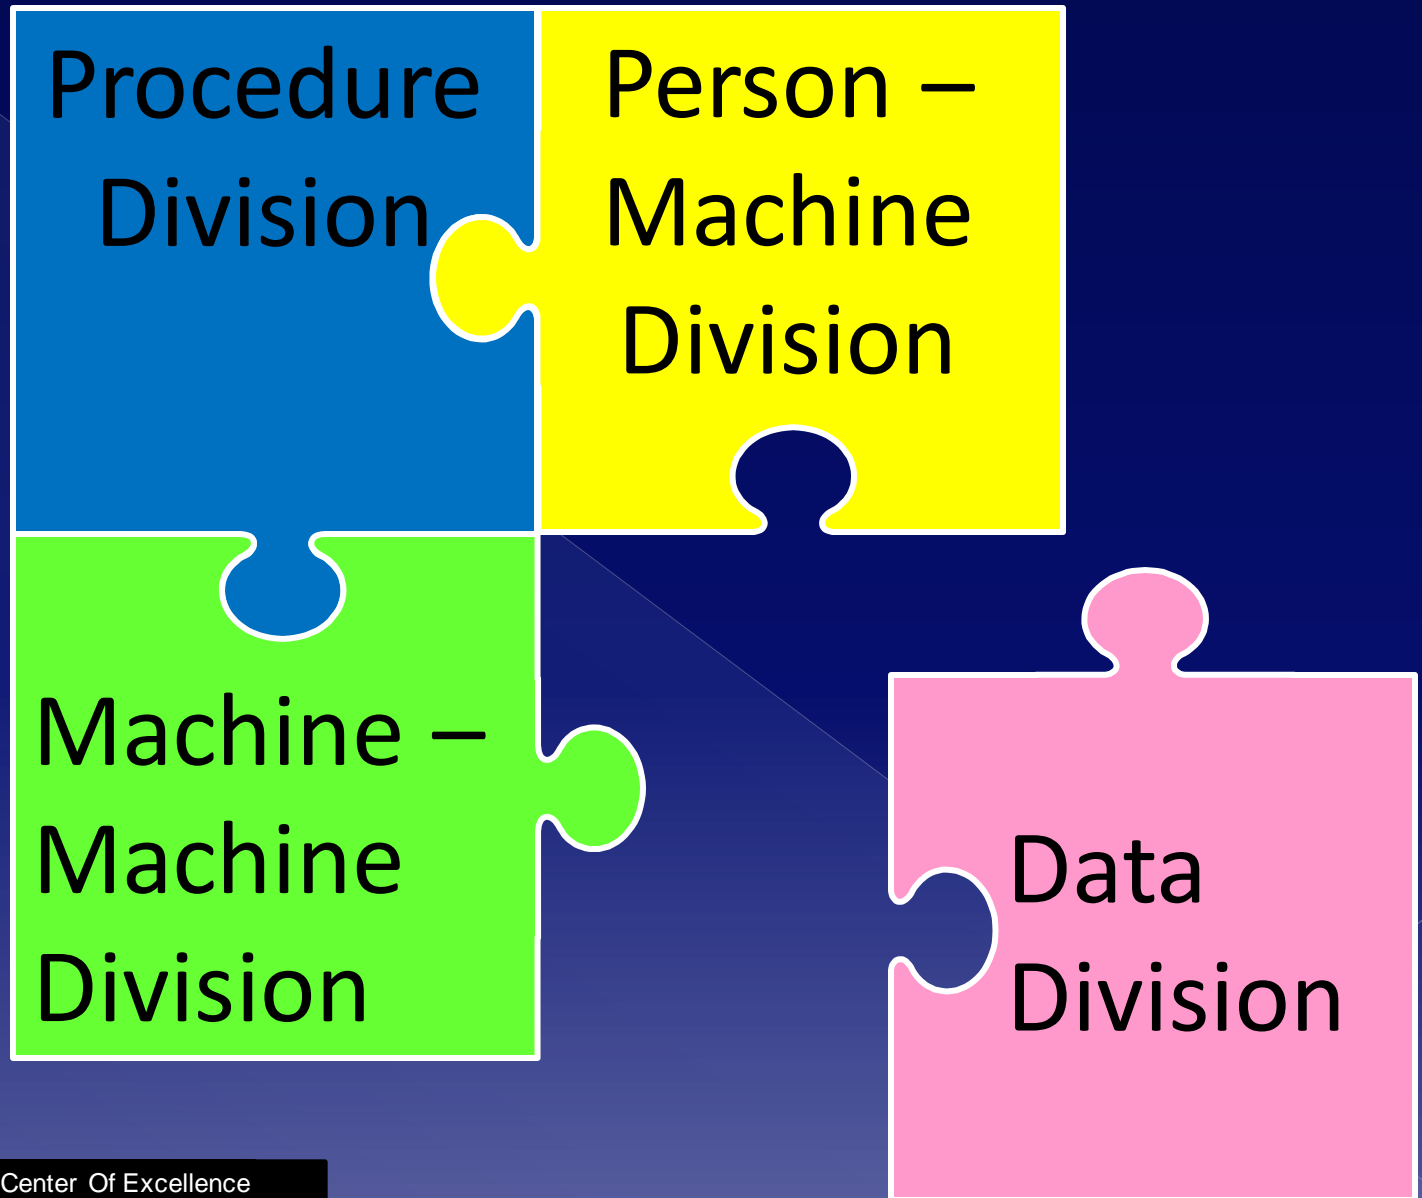 Procedure
Division
Person –
Machine
Division
Machine –
Machine
Division
Data
Division
Center Of Excellence